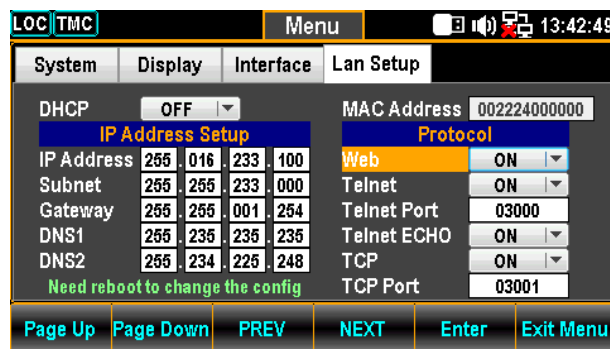 LOC TMC Menu 13:42:49
System Display Interface Lan Setup
DHCP OFF MAC Address 002224000000
IP Address Setup Protocol
IP Address 255 . 016 . 233 . 100 Web ON
Subnet 255 . 255 . 233 . 000 Telnet ON
Gateway 255 . 255 . 001 . 254 Telnet Port 03000
DNS1 255 . 235 . 235 . 235 Telnet ECHO ON
DNS2 255 . 234 . 225 . 248 TCP ON
Need reboot to change the config TCP Port 03001
Page Up Page Down PREV NEXT Enter Exit Menu